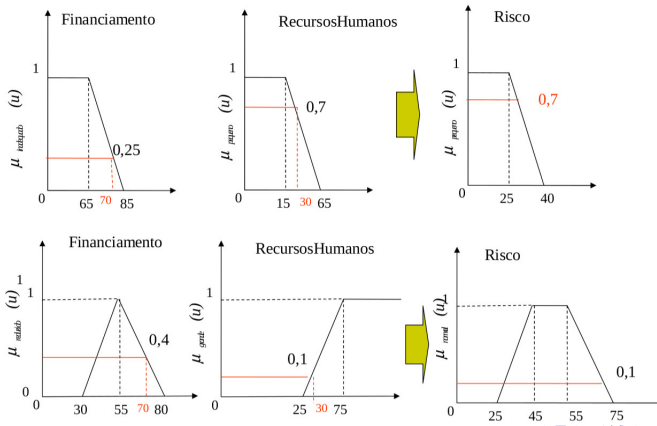 Financiamento
RecursosHumanos
Risco
1
1
1
μ (u)
μ (u)
μ (u)
0,25
0,7
0,7
0
65 70 85
0
15 30 65
0
25 40
Financiamento
RecursosHumanos
Risco
1
1
1
μ (u)
μ (u)
μ (u)
0,4
0,1
0,1
0
0
30 55 70 80
0
25 30 75
0
25 45 55 75